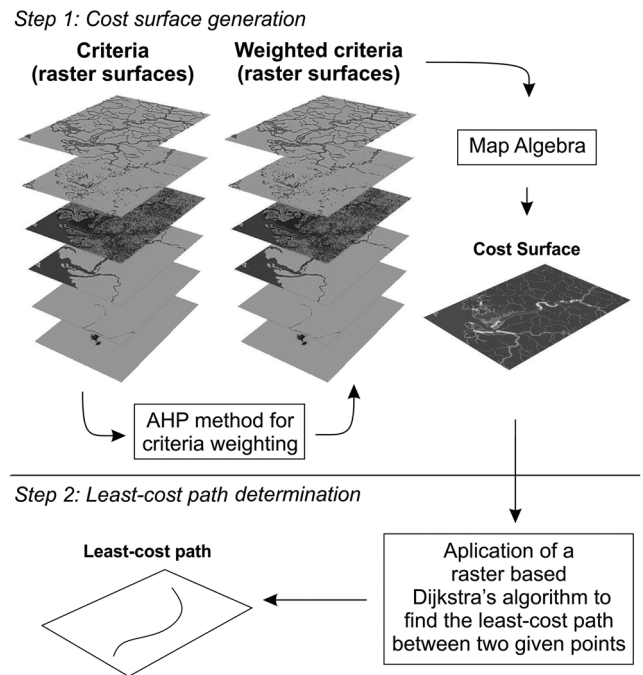 Step 1: Cost surface generation
Criteria
(raster surfaces)
Weighted criteria
(raster surfaces)
Map Algebra
Cost Surface
AHP method for
criteria weighting
Step 2: Least-cost path determination
Least-cost path
Aplication of a
raster based
Dijkstra's algorithm to
find the least-cost path
between two given points